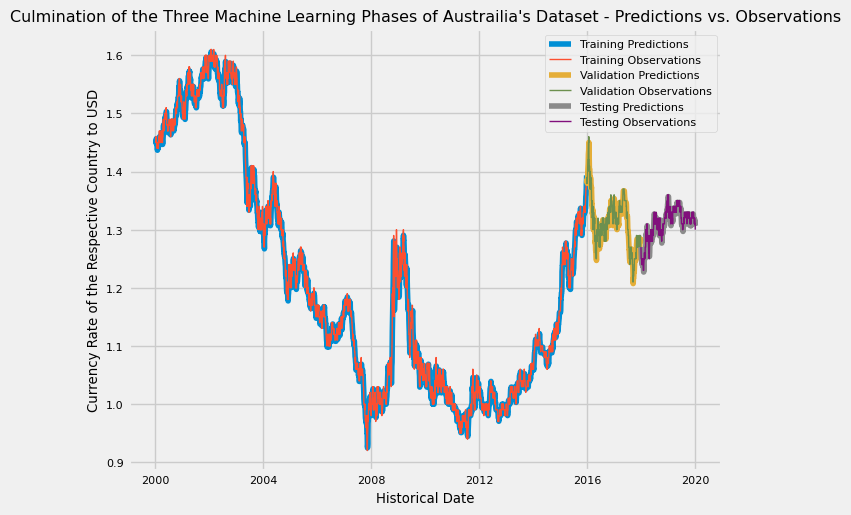 Culmination of the Three Machine Learning Phases of Austrailia's Dataset - Predictions vs. Observations
Training Predictions
Training Observations
Validation Predictions
Validation Observations
Testing Predictions
Testing Observations
Currency Rate of the Respective Country to USD
1.6
1.5
1.4
1.3
1.2
1.1
1.0
0.9
2000
2004
2008
2012
2016
2020
Historical Date